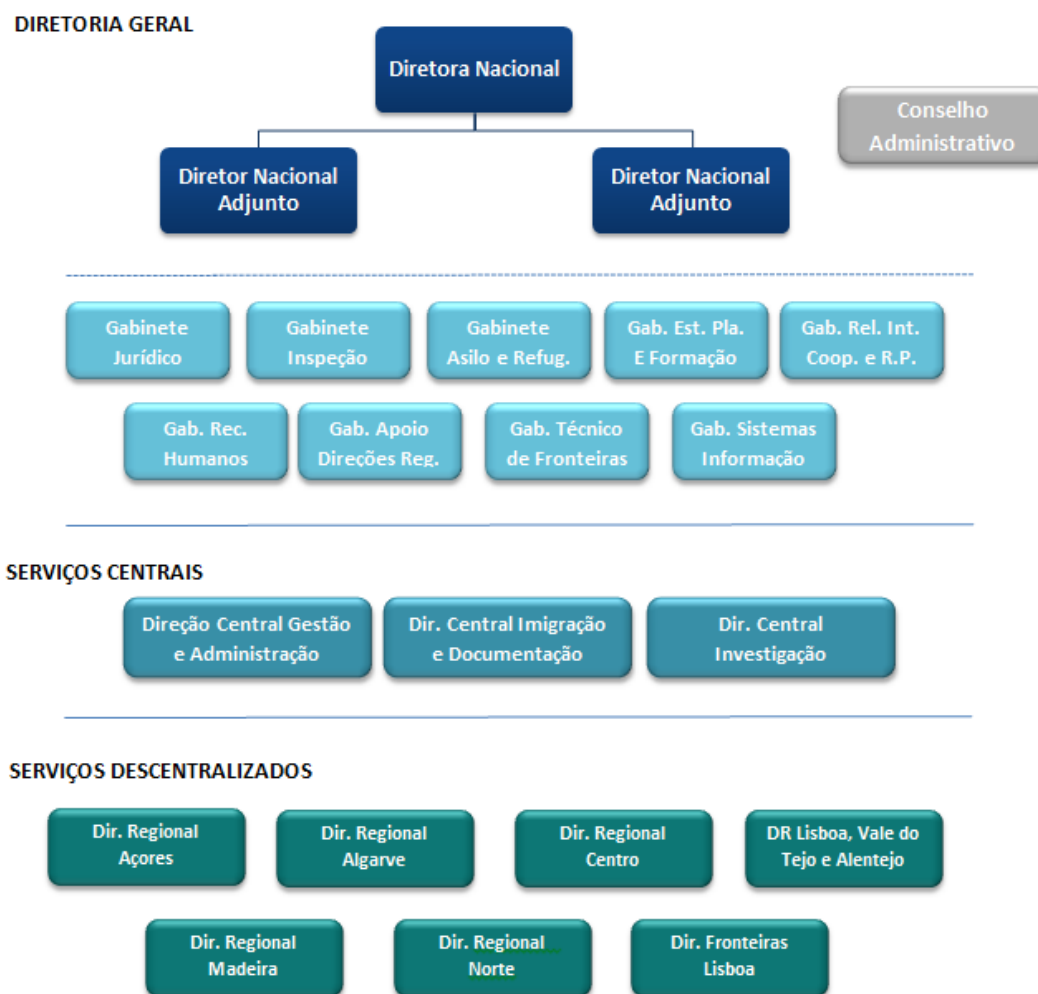 DIRETORIA GERAL
Diretora Nacional
Conselho
Administrativo
Diretor Nacional
Adjunto
Diretor Nacional
Adjunto
Gabinete
Jurídico
Gabinete
Inspeção
Gabinete
Asilo e Refug.
Gab. Est. Pla.
E Formação
Gab. Rel. Int.
Coop. e R.P.
Gab. Rec.
Humanos
Gab. Apoio
Direções Reg.
Gab. Técnico
de Fronteiras
Gab. Sistemas
Informação
SERVIÇOS CENTRAIS
Direção Central Gestão
e Administração
Dir. Central Imigração
e Documentação
Dir. Central
Investigação
SERVIÇOS DESCENTRALIZADOS
Dir. Regional
Açores
Dir. Regional
Algarve
Dir. Regional
Centro
DR Lisboa, Vale do
Tejo e Alentejo
Dir. Regional
Madeira
Dir. Regional
Norte
Dir. Fronteiras
Lisboa